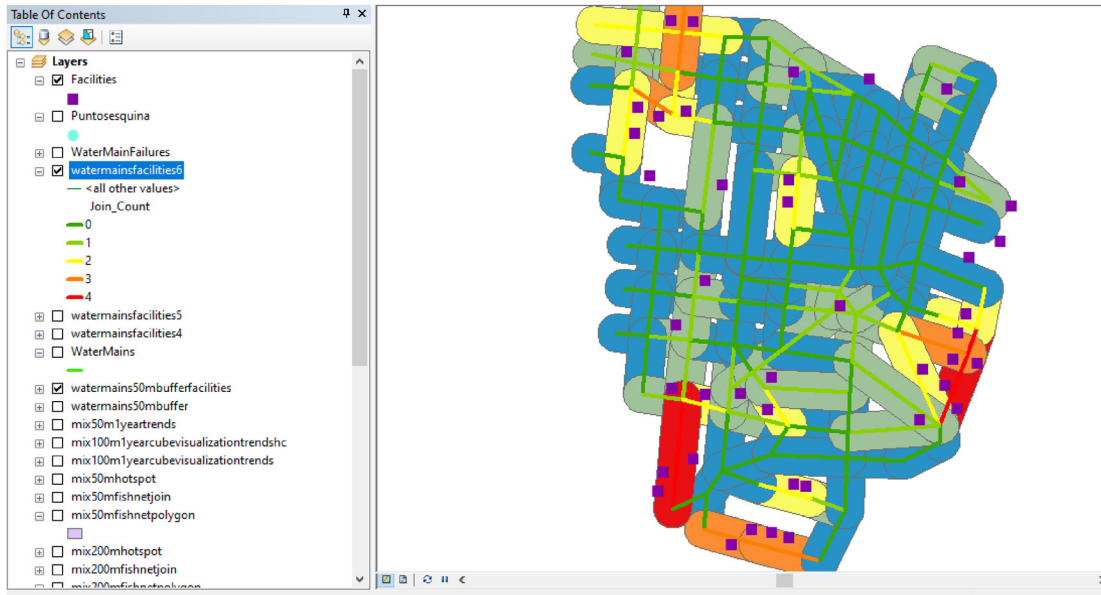 Table Of Contents
Layers
Facilities
Puntosesquina
WaterMainFailures
watermainsfacilities6
<all other values>
Join_Count
0
1
2
3
4
watermainsfacilities5
watermainsfacilities4
WaterMains
watermains50mbufferfacilities
watermains50mbuffer
mix50m1yeartrends
mix100m1yearcubevisualizationtrendshc
mix100m1yearcubevisualizationtrends
mix50mhotspot
mix50mfishnetjoin
mix50mfishnetpolygon
mix200mhotspot
mix200mfishnetjoin
mix200mfishnetpolygon